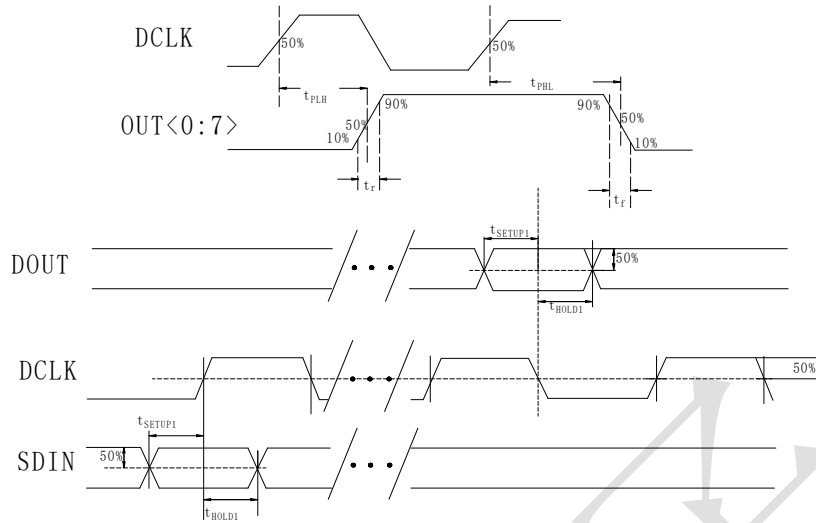 DCLK
50%
50%
tPLH
tPHL
OUT<0:7>
90%
90%
50%
50%
10%
10%
tr
tf
tSETUP1
DOUT
50%
tHOLD1
DCLK
50%
tSETUP1
50%
SDIN
tHOLD1